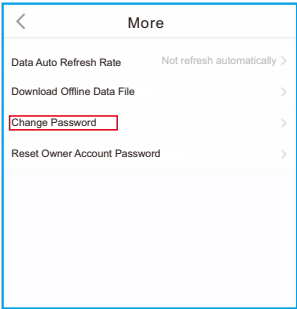 More
Data Auto Refresh Rate Not refresh automatically
Download Offline Data File
Change Password
Reset Owner Account Password